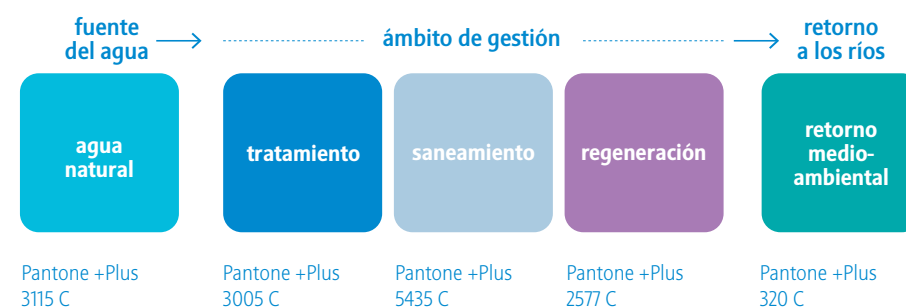 fuente
del agua
ámbito de gestión
retorno
a los ríos
agua
natural
tratamiento
saneamiento
regeneración
retorno
medio-
ambiental
Pantone +Plus
3115 C
Pantone +Plus
3005 C
Pantone +Plus
5435 C
Pantone +Plus
2577 C
Pantone +Plus
320 C